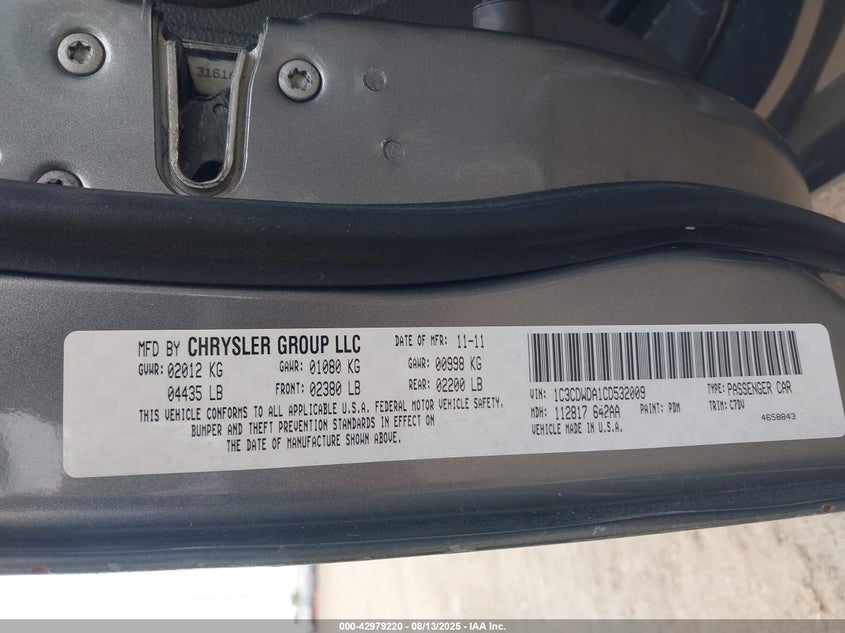 3161
MFD BY CHRYSLER GROUP LLC DATE OF MFR: 11-11
GVWR: 02012 KG GAWR: 01080 KG GAWR: 00998 KG
04435 LB FRONT: 02380 LB REAR: 02200 LB
THIS VEHICLE CONFORMS TO ALL APPLICABLE U.S.A. FEDERAL MOTOR VEHICLE SAFETY,
BUMPER AND THEFT PREVENTION STANDARDS IN EFFECT ON
THE DATE OF MANUFACTURE SHOWN ABOVE.
VIN: 1C3CDWDA1CD532009 TYPE: PASSENGER CAR
MDH: 112817 642AA PAINT: PDM TRIM: C7DV
VEHICLE MADE IN U.S.A. 4658843
000-42979220 - 08/13/2025 - IAA Inc.